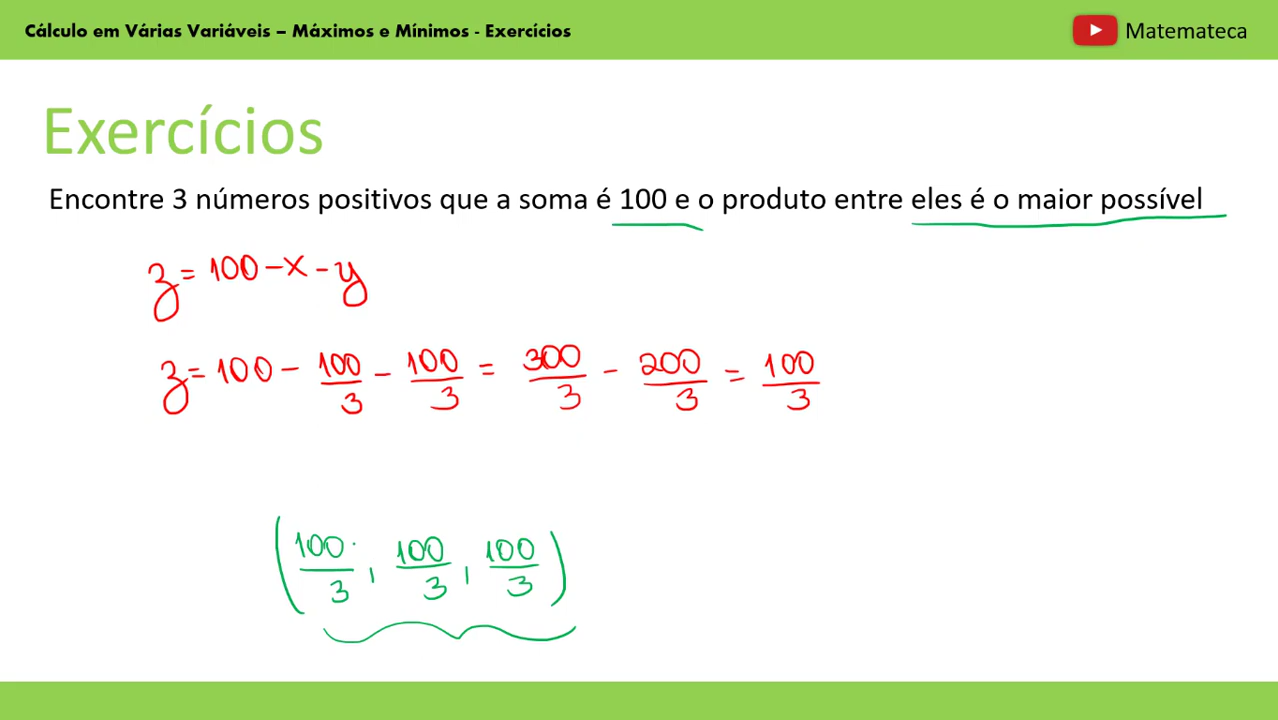 Cálculo em Várias Variáveis – Máximos e Mínimos - Exercícios
Matemateca
Exercícios
Encontre 3 números positivos que a soma é 100 e o produto entre eles é o maior possível
z = 100 - x - y
z = 100 - 100/3 - 100/3 = 300/3 - 200/3 = 100/3
(100/3, 100/3, 100/3)